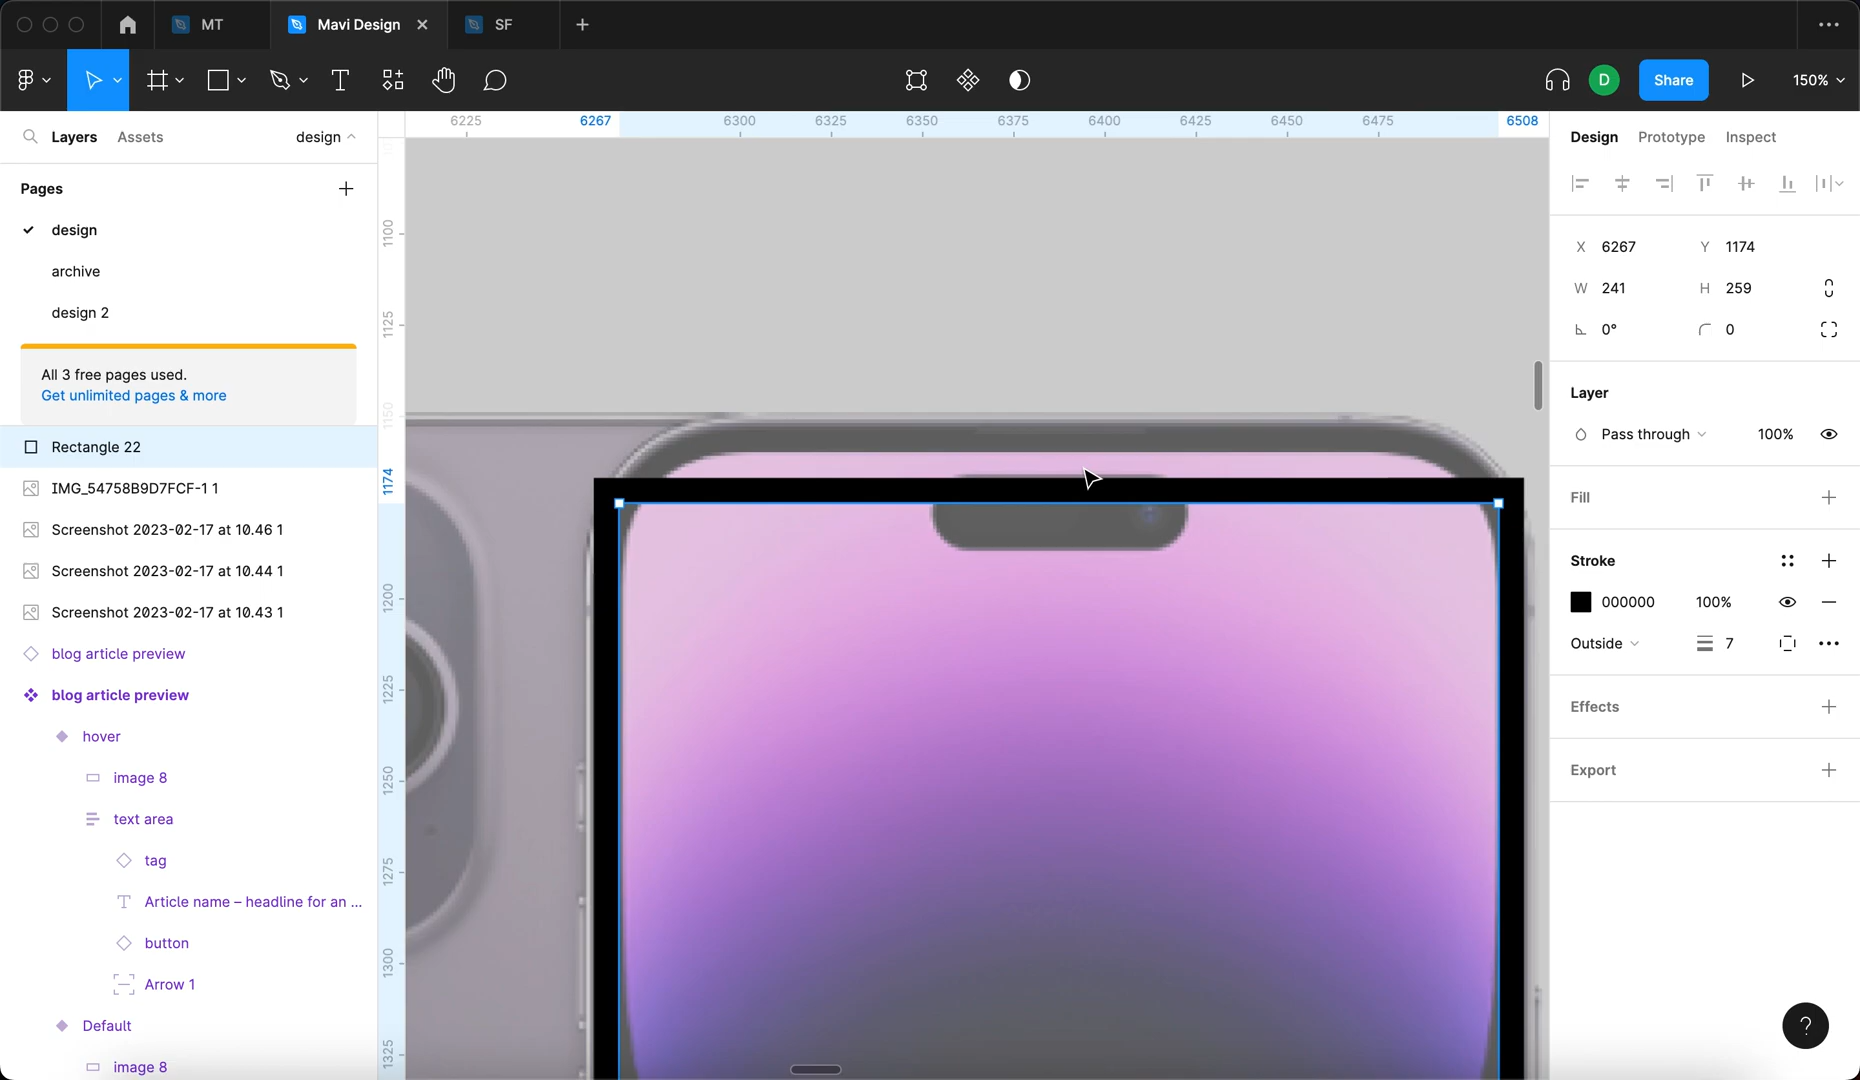 MT
Mavi Design
SF
D
Share
150%
Layers
Assets
design
Pages
design
archive
design 2
All 3 free pages used.
Get unlimited pages & more
Rectangle 22
IMG_54758B9D7FCF-1 1
Screenshot 2023-02-17 at 10.46 1
Screenshot 2023-02-17 at 10.44 1
Screenshot 2023-02-17 at 10.43 1
blog article preview
blog article preview
hover
image 8
text area
tag
Article name – headline for an ...
button
Arrow 1
Default
image 8
6225
6267
6300
6325
6350
6375
6400
6425
6450
6475
6508
1100
1125
1150
1174
1200
1225
1250
1275
1300
1325
Design
Prototype
Inspect
X 6267
Y 1174
W 241
H 259
0°
0
Layer
Pass through
100%
Fill
Stroke
000000
100%
Outside
7
Effects
Export
?